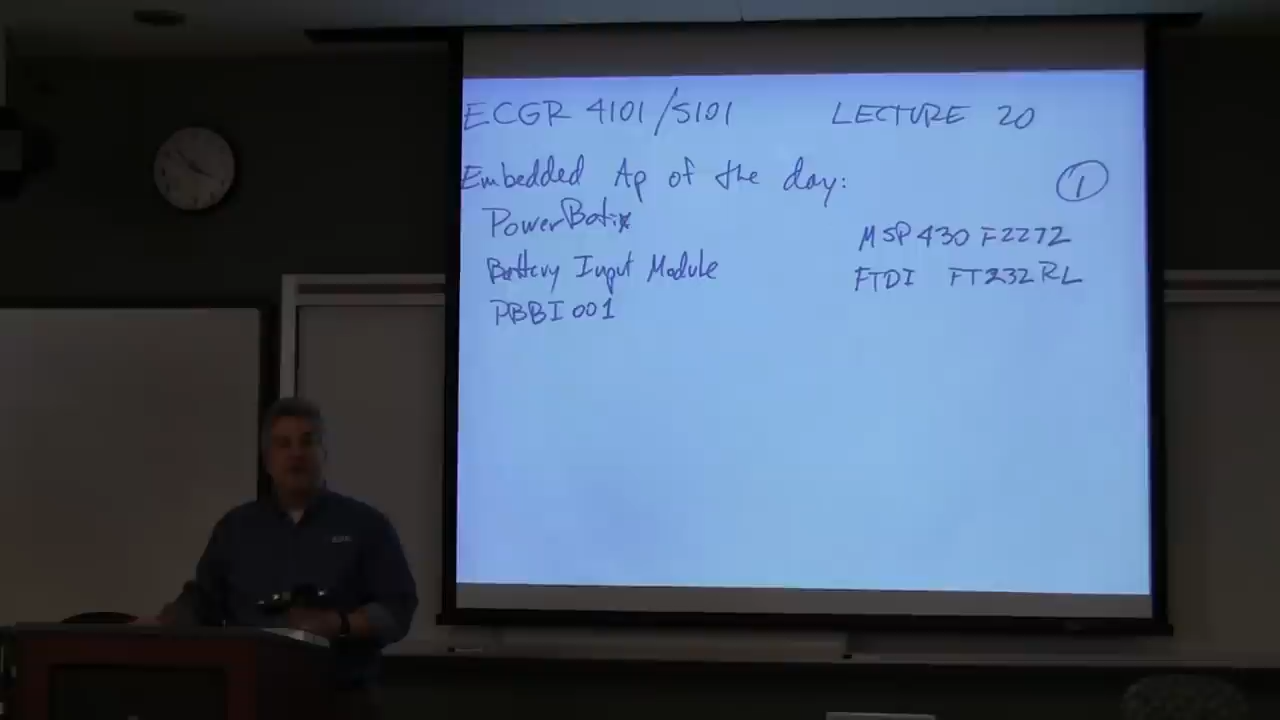 ECGR 4101/5101 LECTURE 20
Embedded Ap of the day: 1
PowerBotix
MSP430F2272
Battery Input Module
FTDI FT232RL
PBBI001